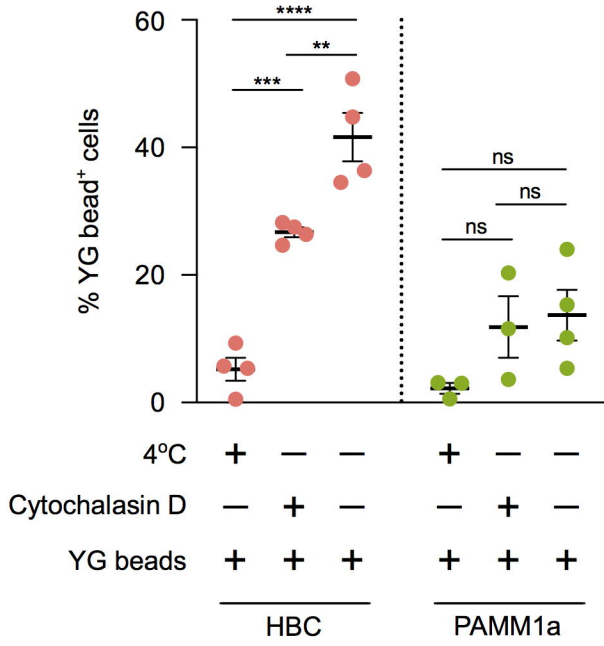 60
****
**
***
40
ns
ns
ns
% YG bead⁺ cells
20
0
4ºC + – – + – –
Cytochalasin D – + – – + –
YG beads + + + + + +
HBC PAMM1a